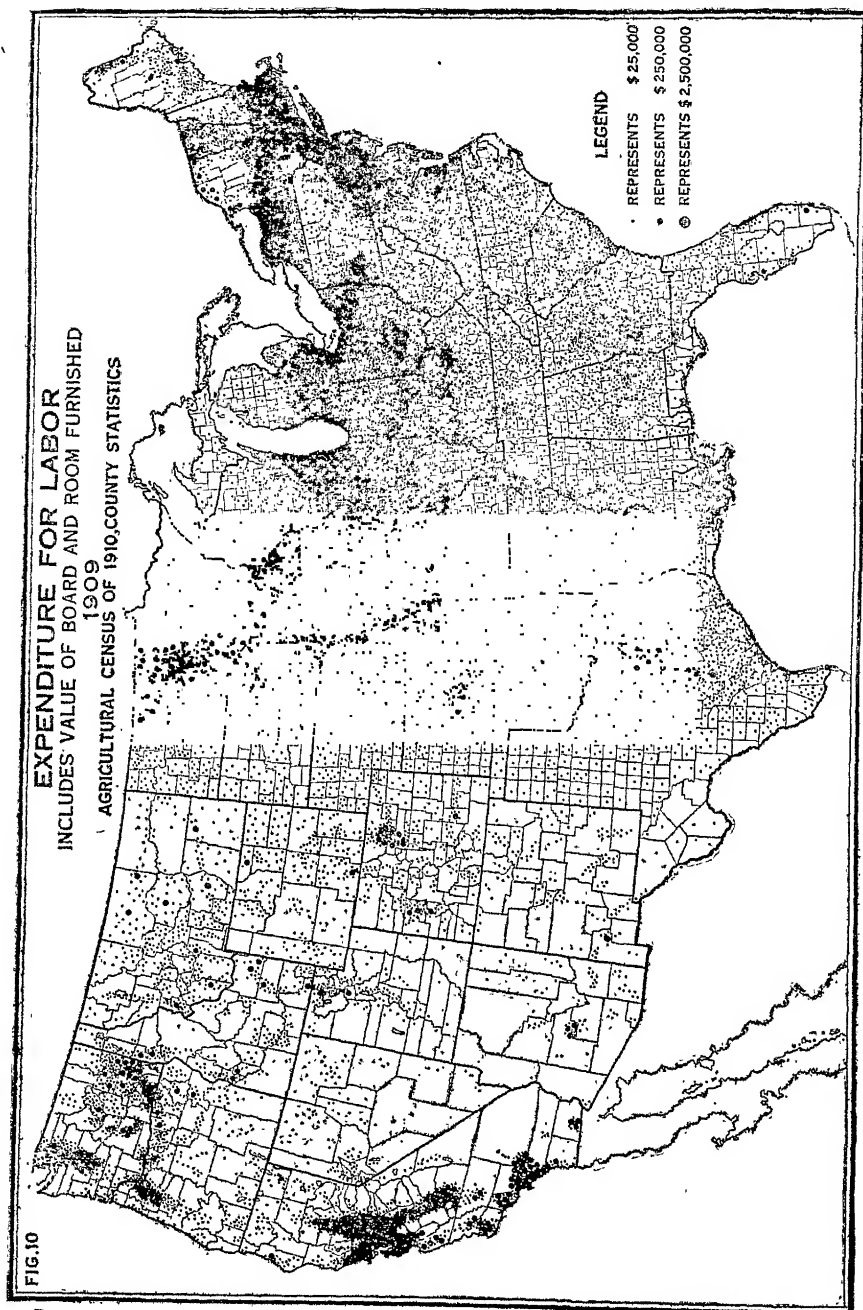 FIG.10
EXPENDITURE FOR LABOR
INCLUDES VALUE OF BOARD AND ROOM FURNISHED
1909
AGRICULTURAL CENSUS OF 1910,COUNTY STATISTICS
LEGEND
· REPRESENTS $ 25,000
• REPRESENTS $ 250,000
◎ REPRESENTS $ 2,500,000